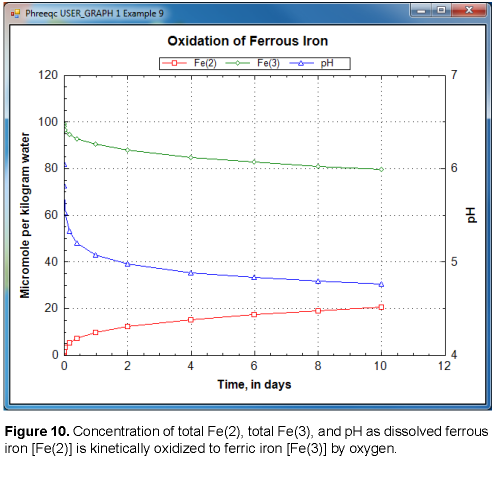 Phreeqc USER_GRAPH 1 Example 9
Oxidation of Ferrous Iron
Fe(2) Fe(3) pH
120
100
80
60
40
20
0
7
6
5
4
0 2 4 6 8 10 12
Micromole per kilogram water
pH
Time, in days
Figure 10. Concentration of total Fe(2), total Fe(3), and pH as dissolved ferrous
iron [Fe(2)] is kinetically oxidized to ferric iron [Fe(3)] by oxygen.